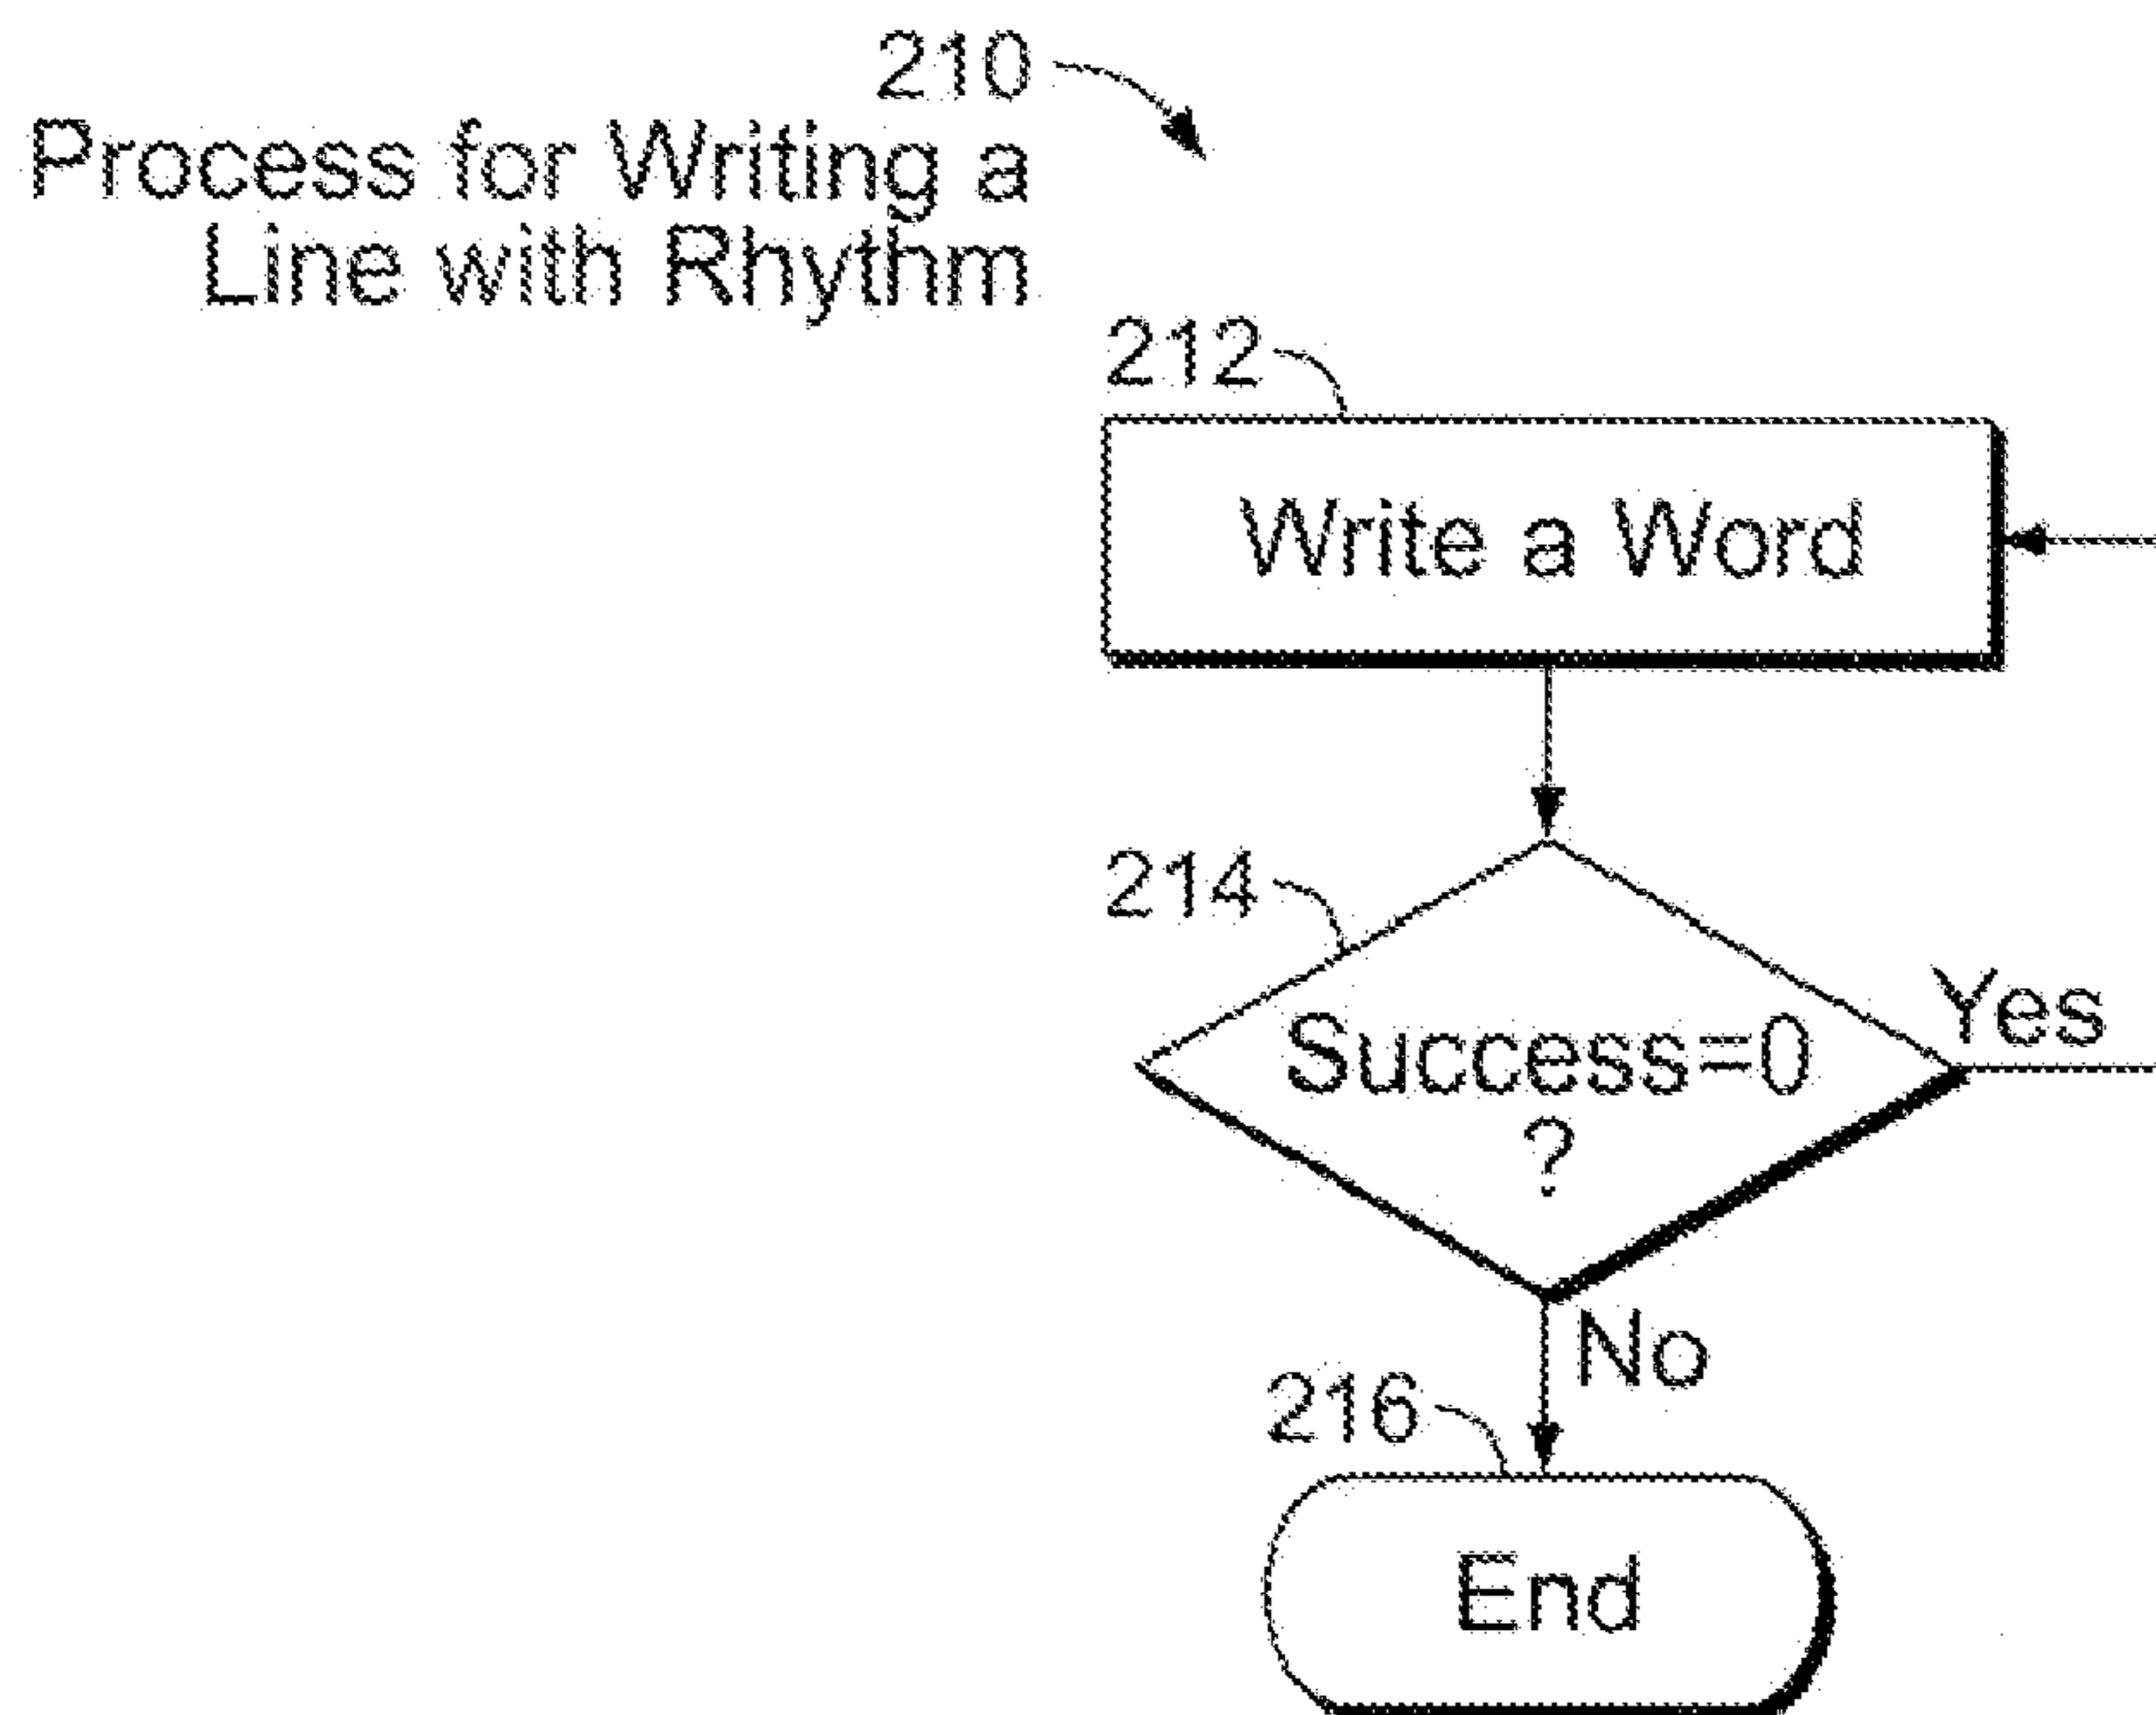 210
Process for Writing a
Line with Rhythm
212
Write a Word
214
Yes
Success=0
?
No
216
End